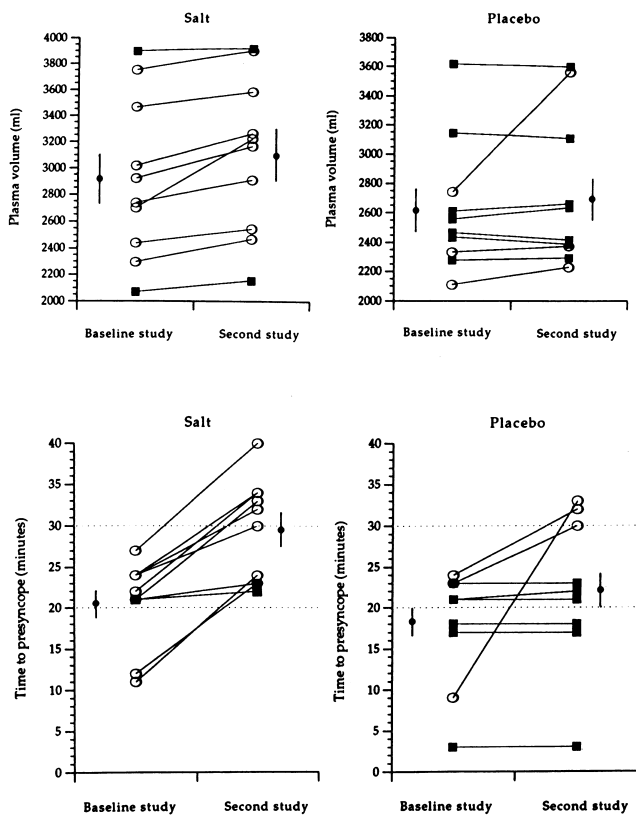 Salt
Placebo
Plasma volume (ml)
4000
3800
3600
3400
3200
3000
2800
2600
2400
2200
2000
Baseline study
Second study
Plasma volume (ml)
3800
3600
3400
3200
3000
2800
2600
2400
2200
2000
Baseline study
Second study
Salt
Placebo
Time to presyncope (minutes)
40
35
30
25
20
15
10
5
0
Baseline study
Second study
Time to presyncope (minutes)
40
35
30
25
20
15
10
5
0
Baseline study
Second study